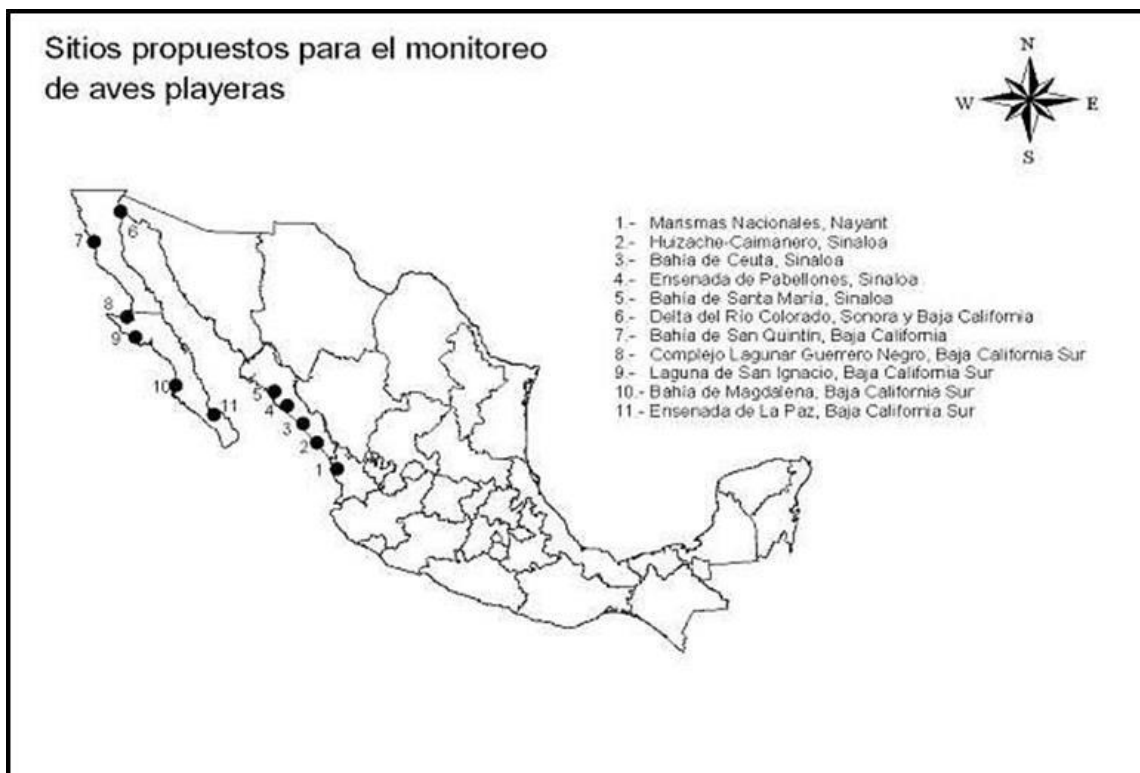 Sitios propuestos para el monitoreo
de aves playeras
N
W
E
S
1.- Marismas Nacionales, Nayarit
2.- Huizache-Caimanero, Sinaloa
3.- Bahía de Ceuta, Sinaloa
4.- Ensenada de Pabellones, Sinaloa
5.- Bahía de Santa María, Sinaloa
6.- Delta del Río Colorado, Sonora y Baja California
7.- Bahía de San Quintín, Baja California
8.- Complejo Lagunar Guerrero Negro, Baja California Sur
9.- Laguna de San Ignacio, Baja California Sur
10.- Bahía de Magdalena, Baja California Sur
11.- Ensenada de La Paz, Baja California Sur
6
7
8
9
10
11
5
4
3
2
1